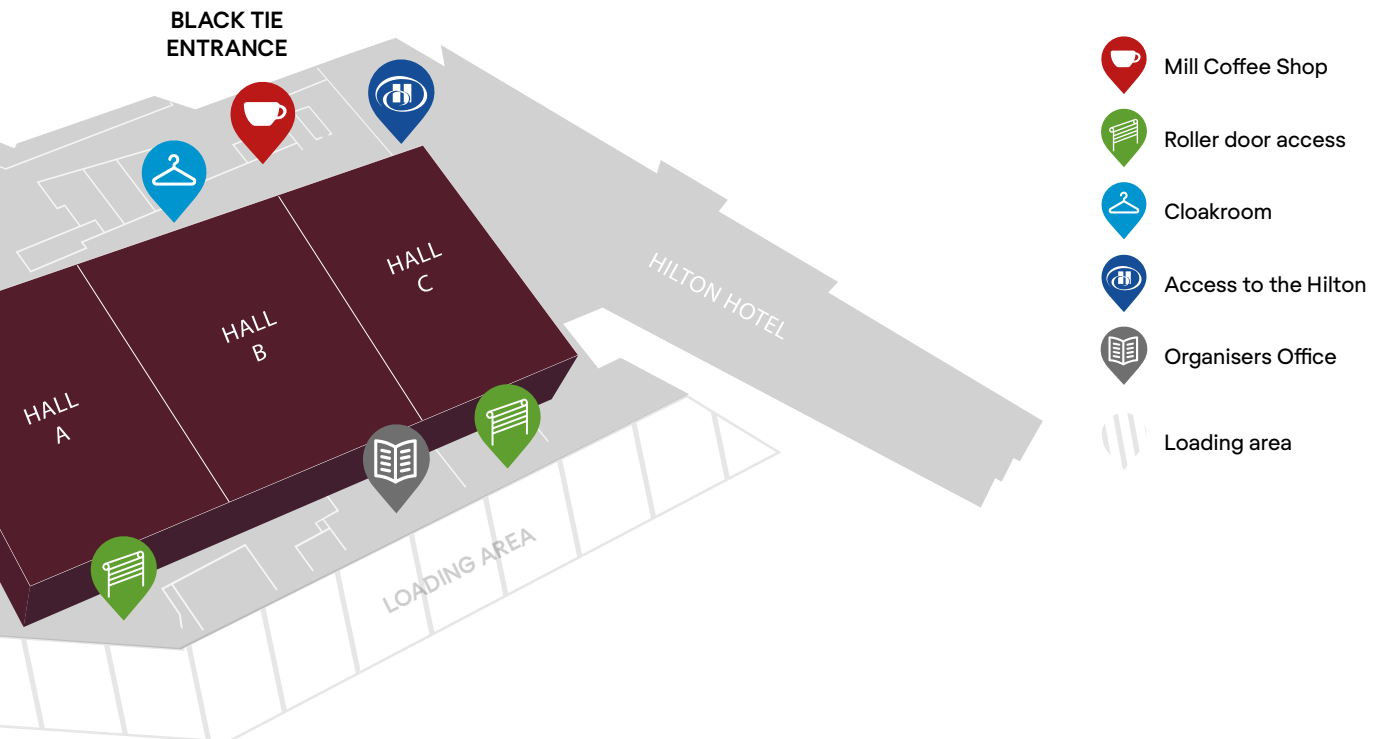 BLACK TIE
ENTRANCE
HALL
C
HALL
B
HALL
A
HILTON HOTEL
LOADING AREA
Mill Coffee Shop
Roller door access
Cloakroom
Access to the Hilton
Organisers Office
Loading area